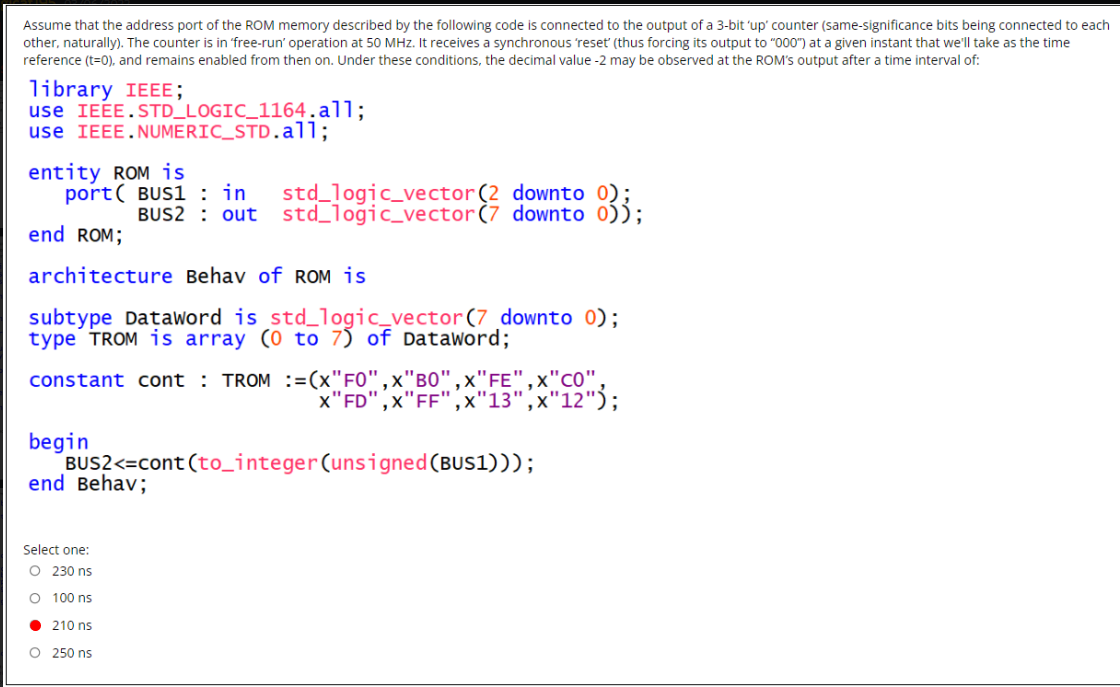 Assume that the address port of the ROM memory described by the following code is connected to the output of a 3-bit 'up' counter (same-significance bits being connected to each
other, naturally). The counter is in 'free-run' operation at 50 MHz. It receives a synchronous 'reset' (thus forcing its output to "000") at a given instant that we'll take as the time
reference (t=0), and remains enabled from then on. Under these conditions, the decimal value -2 may be observed at the ROM's output after a time interval of:
library IEEE;
use IEEE.STD_LOGIC_1164.all;
use IEEE.NUMERIC_STD.all;
entity ROM is
port( BUS1 : in std_logic_vector(2 downto 0);
BUS2 : out std_logic_vector(7 downto 0));
end ROM;
architecture Behav of ROM is
subtype Dataword is std_logic_vector(7 downto 0);
type TROM is array (0 to 7) of Dataword;
constant cont : TROM :=(x"F0",x"B0",x"FE",x"C0",
x"FD",x"FF",x"13",x"12");
begin
BUS2<=cont(to_integer(unsigned(BUS1)));
end Behav;
Select one:
230 ns
100 ns
210 ns
250 ns